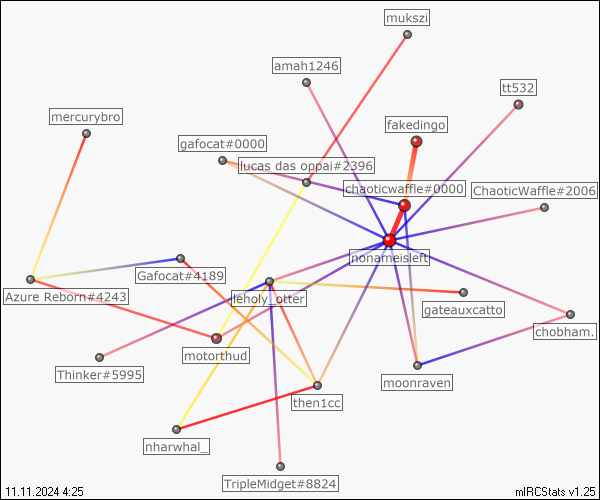 mukszi
amah1246
tt532
mercurybro
fakedingo
gafocat#0000
lucas das oppai#2396
chaoticwaffle#0000
ChaoticWaffle#2006
nonameisleft
Gafocat#4189
Azure Reborn#4243
leholy_otter
gateauxcatto
chobham.
motorthud
Thinker#5995
moonraven
then1cc
nharwhal_
TripleMidget#8824
11.11.2024 4:25
mIRCStats v1.25